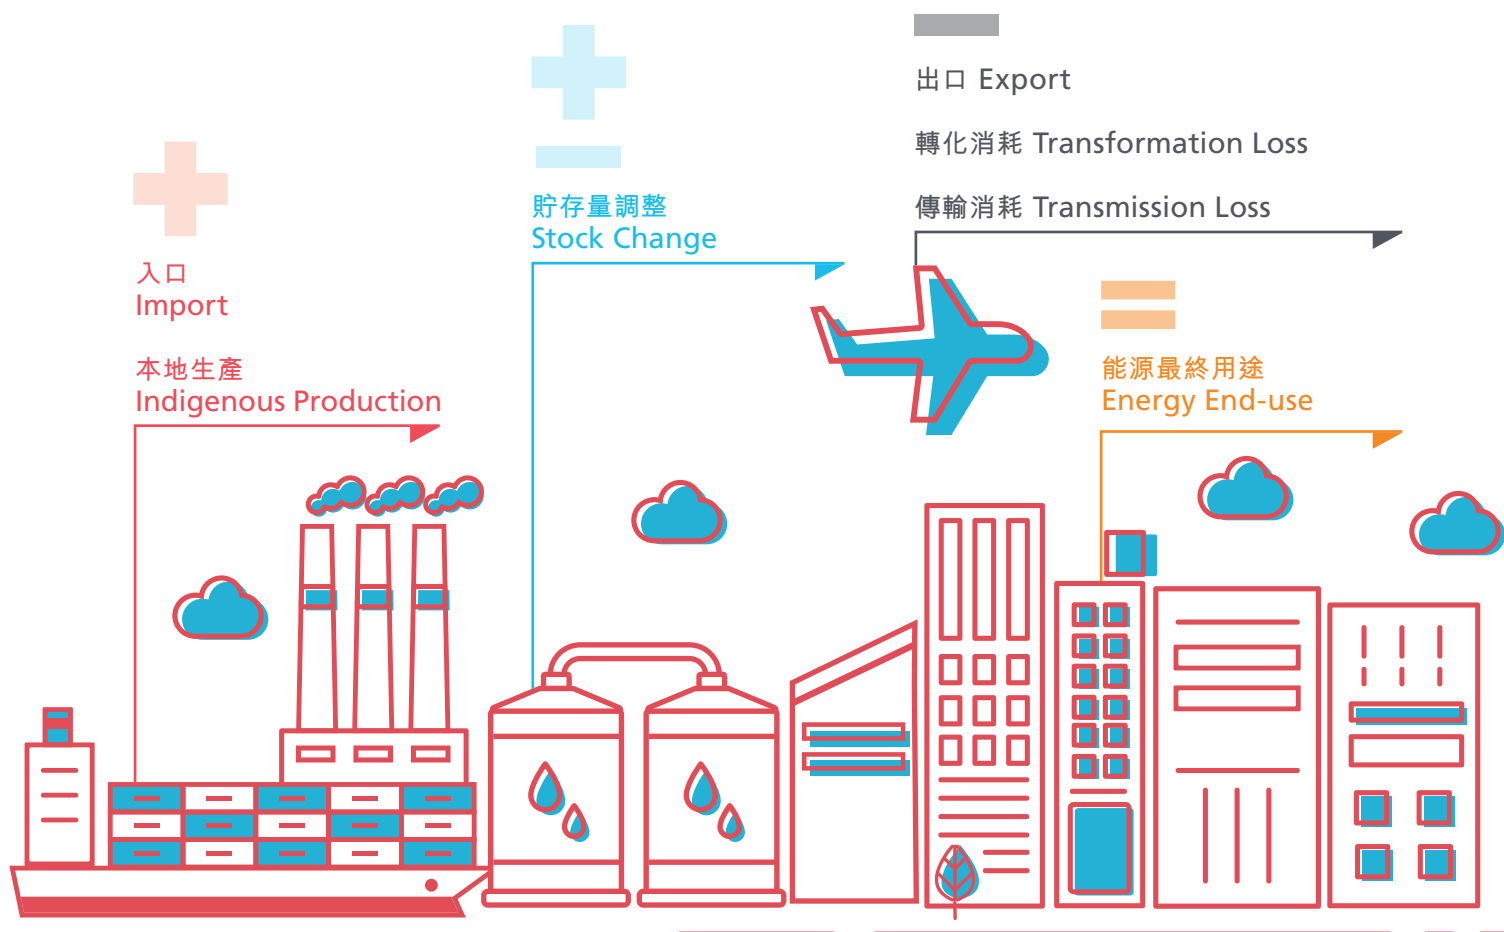 入口
Import
本地生產
Indigenous Production
貯存量調整
Stock Change
出口 Export
轉化消耗 Transformation Loss
傳輸消耗 Transmission Loss
能源最終用途
Energy End-use